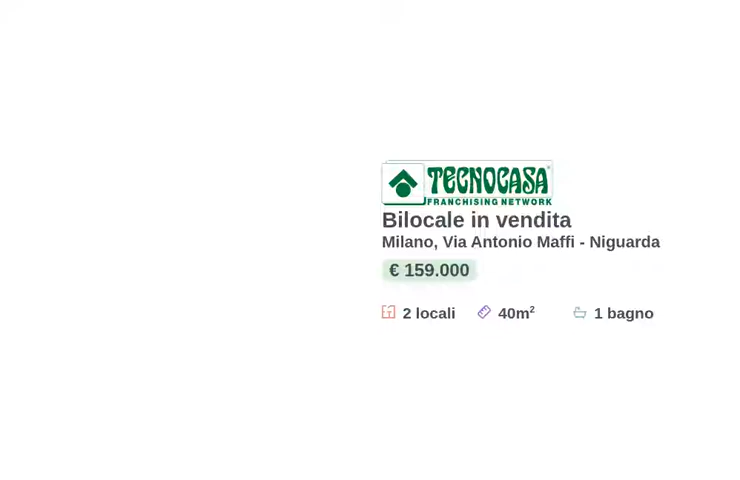 TECNOCASA
FRANCHISING NETWORK
Bilocale in vendita
Milano, Via Antonio Maffi - Niguarda
€ 159.000
2 locali 40m² 1 bagno